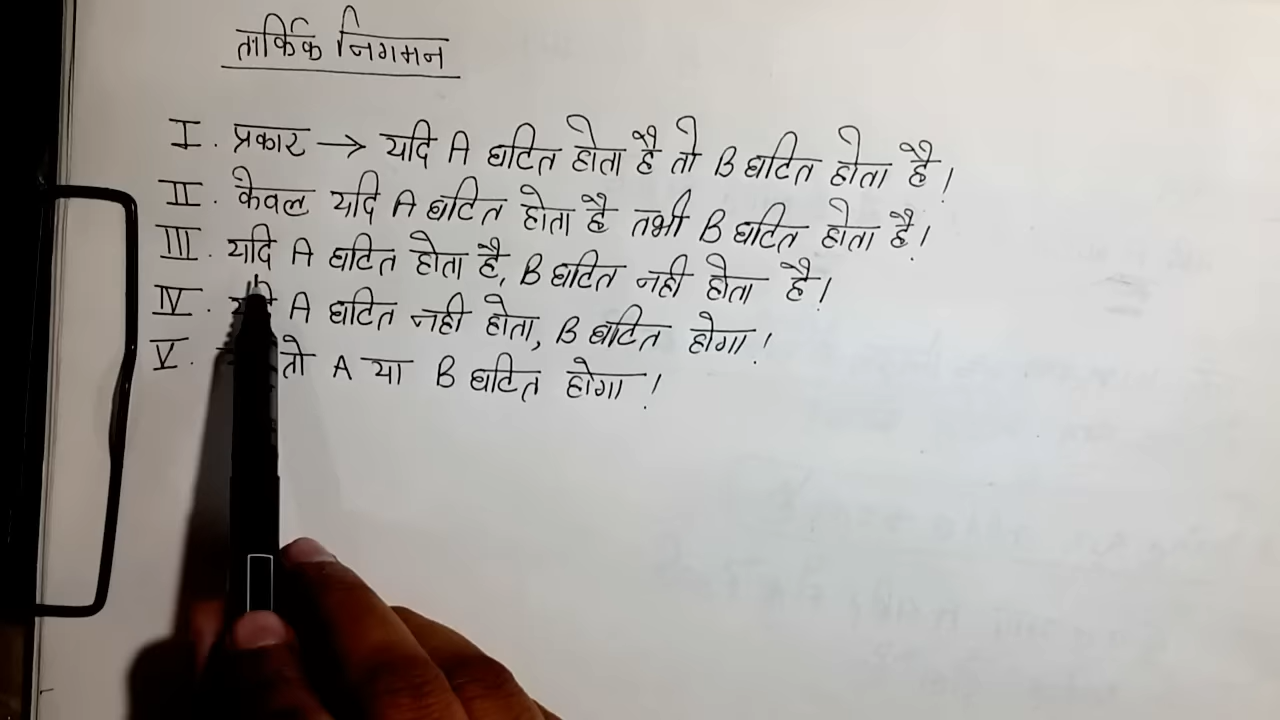 तार्किक निगमन
I. प्रकार → यदि A घटित होता है तो B घटित होता है।
II. केवल यदि A घटित होता है तभी B घटित होता है।
III. यदि A घटित होता है, B घटित नही होता है।
IV. A घटित नही होता, B घटित होगा।
V. तो A या B घटित होगा।